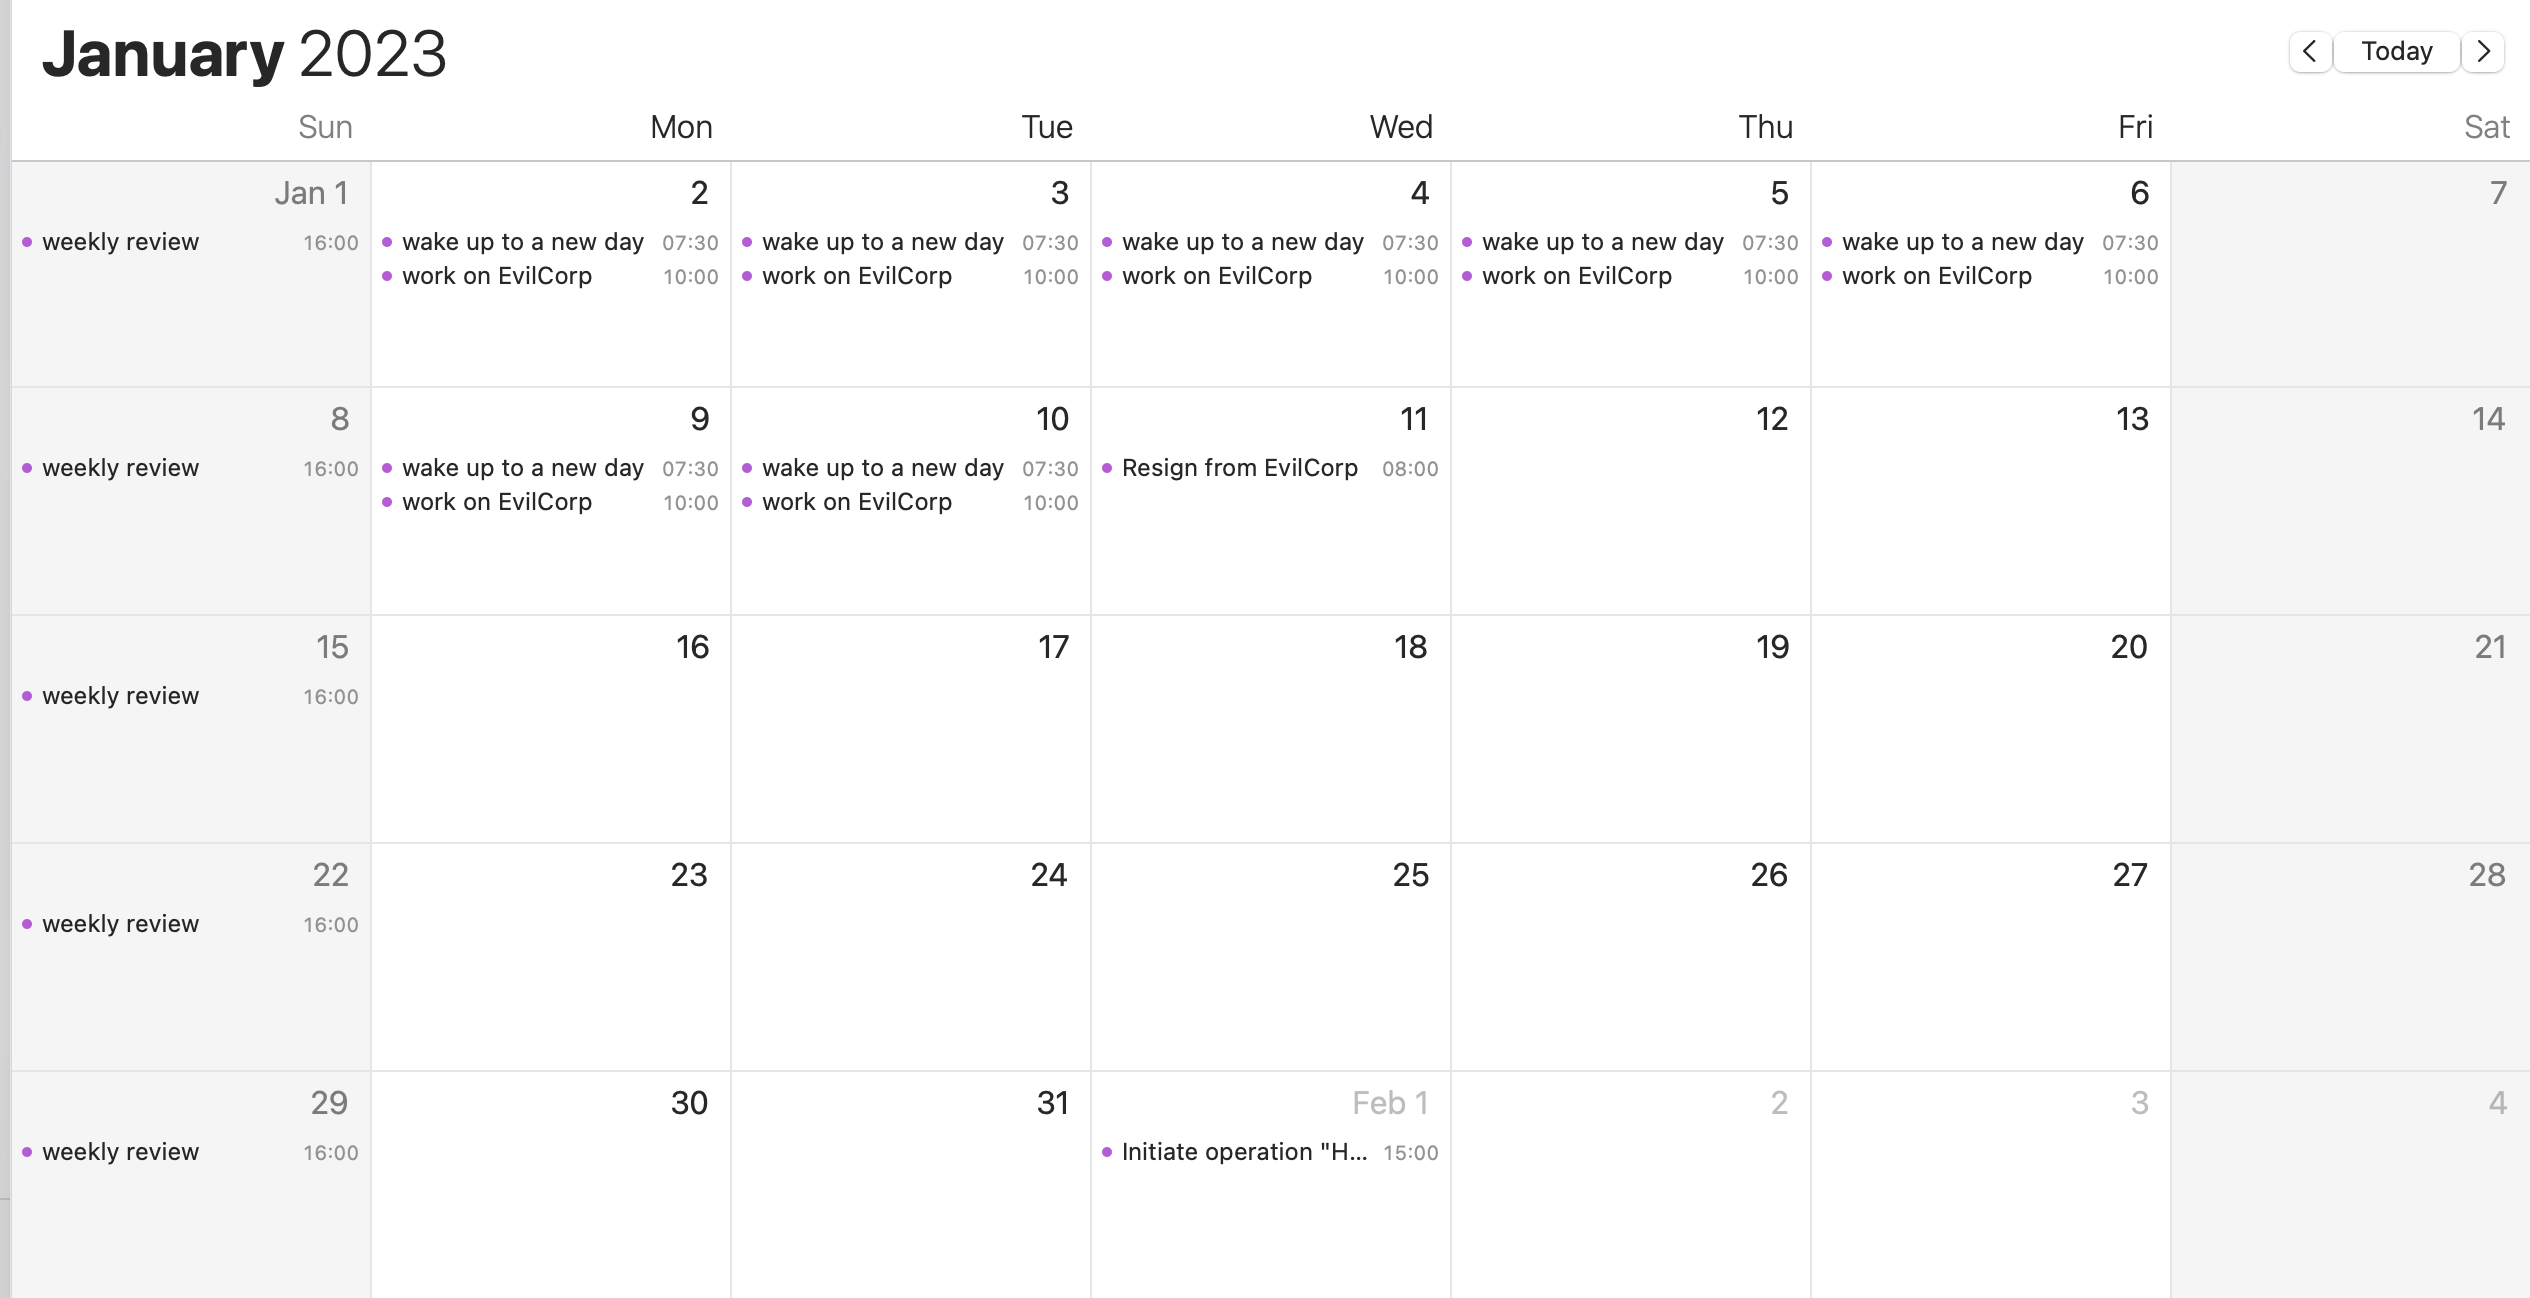 January 2023
Today
Sun Mon Tue Wed Thu Fri Sat
Jan 1 2 3 4 5 6 7
weekly review 16:00 wake up to a new day 07:30 wake up to a new day 07:30 wake up to a new day 07:30 wake up to a new day 07:30 wake up to a new day 07:30
work on EvilCorp 10:00 work on EvilCorp 10:00 work on EvilCorp 10:00 work on EvilCorp 10:00 work on EvilCorp 10:00
8 9 10 11 12 13 14
weekly review 16:00 wake up to a new day 07:30 wake up to a new day 07:30 Resign from EvilCorp 08:00
work on EvilCorp 10:00 work on EvilCorp 10:00
15 16 17 18 19 20 21
weekly review 16:00
22 23 24 25 26 27 28
weekly review 16:00
29 30 31 Feb 1 2 3 4
weekly review 16:00 Initiate operation "H... 15:00